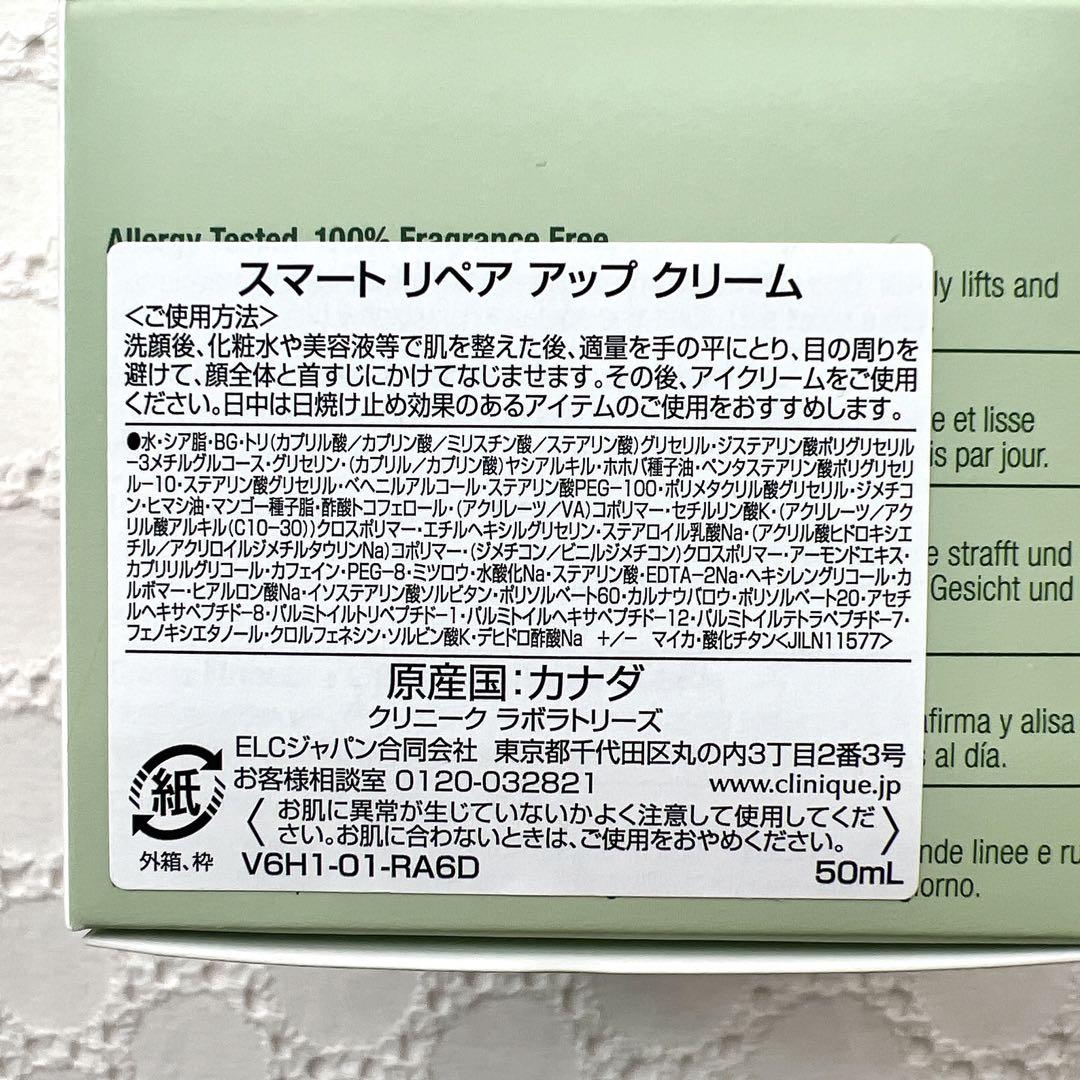 Allergy Tested. 100% Fragrance Free.
ly lifts and
e et lisse
is par jour.
e strafft und
Gesicht und
afirma y alisa
s al día.
nde linee e ru
giorno.
スマート リペア アップ クリーム
<ご使用方法>
洗顔後、化粧水や美容液等で肌を整えた後、適量を手の平にとり、目の周りを
避けて、顔全体と首すじにかけてなじませます。その後、アイクリームをご使用
ください。日中は日焼け止め効果のあるアイテムのご使用をおすすめします。
●水・シア脂・BG・トリ(カプリル酸/カプリン酸/ミリスチン酸/ステアリン酸)グリセリル・ジステアリン酸ポリグリセリル
-3メチルグルコース・グリセリン・(カプリル/カプリン酸)ヤシアルキル・ホホバ種子油・ペンタステアリン酸ポリグリセリ
ル-10・ステアリン酸グリセリル・ベヘニルアルコール・ステアリン酸PEG-100・ポリメタクリル酸グリセリル・ジメチコ
ン・ヒマシ油・マンゴー種子脂・酢酸トコフェロール・(アクリレーツ/VA)コポリマー・セチルリン酸K・(アクリレーツ/アク
リル酸アルキル(C10-30))クロスポリマー・エチルヘキシルグリセリン・ステアロイル乳酸Na・(アクリル酸ヒドロキシエ
チル/アクリロイルジメチルタウリンNa)コポリマー・(ジメチコン/ビニルジメチコン)クロスポリマー・アーモンドエキス・
カプリリルグリコール・カフェイン・PEG-8・ミツロウ・水酸化Na・ステアリン酸・EDTA-2Na・ヘキシレングリコール・カ
ルボマー・ヒアルロン酸Na・イソステアリン酸ソルビタン・ポリソルベート60・カルナウバロウ・ポリソルベート20・アセチ
ルヘキサペプチド-8・パルミトイルトリペプチド-1・パルミトイルヘキサペプチド-12・パルミトイルテトラペプチド-7・
フェノキシエタノール・クロルフェネシン・ソルビン酸K・デヒドロ酢酸Na +/- マイカ・酸化チタン<JILN11577>
原産国:カナダ
クリニーク ラボラトリーズ
ELCジャパン合同会社 東京都千代田区丸の内3丁目2番3号
お客様相談室 0120-032821 www.clinique.jp
紙
外箱、枠
〈お肌に異常が生じていないかよく注意して使用してくだ
さい。お肌に合わないときは、ご使用をおやめください。〉
V6H1-01-RA6D 50mL